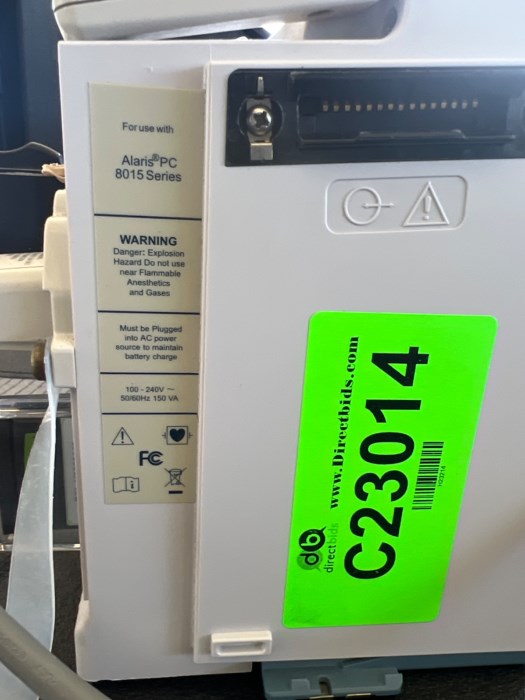 For use with
Alaris®PC
8015 Series
WARNING
Danger: Explosion
Hazard Do not use
near Flammable
Anesthetics
and Gases
Must be Plugged
into AC power
source to maintain
battery charge
100 - 240V ~
50/60Hz 150 VA
FC
www.Directbids.com
C23014
db
directbids